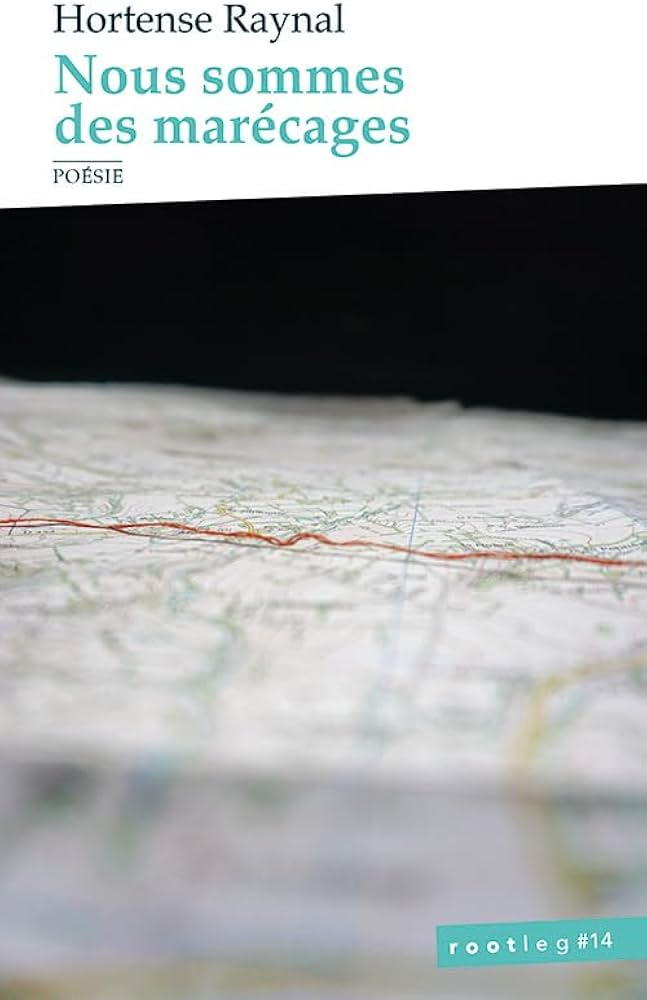 Hortense Raynal
Nous sommes
des marécages
POÉSIE
rootleg #14